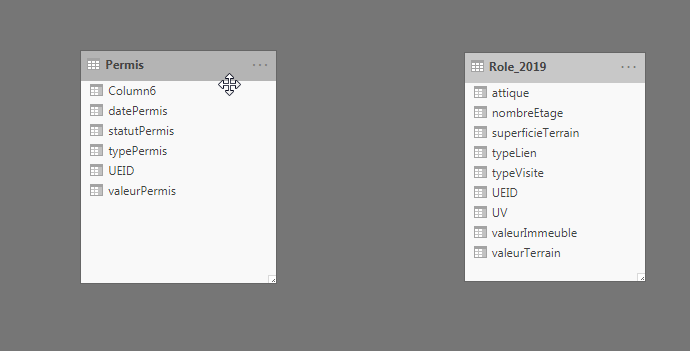 Permis
Column6
datePermis
statutPermis
typePermis
UEID
valeurPermis
Role_2019
attique
nombreEtage
superficieTerrain
typeLien
typeVisite
UEID
UV
valeurImmeuble
valeurTerrain